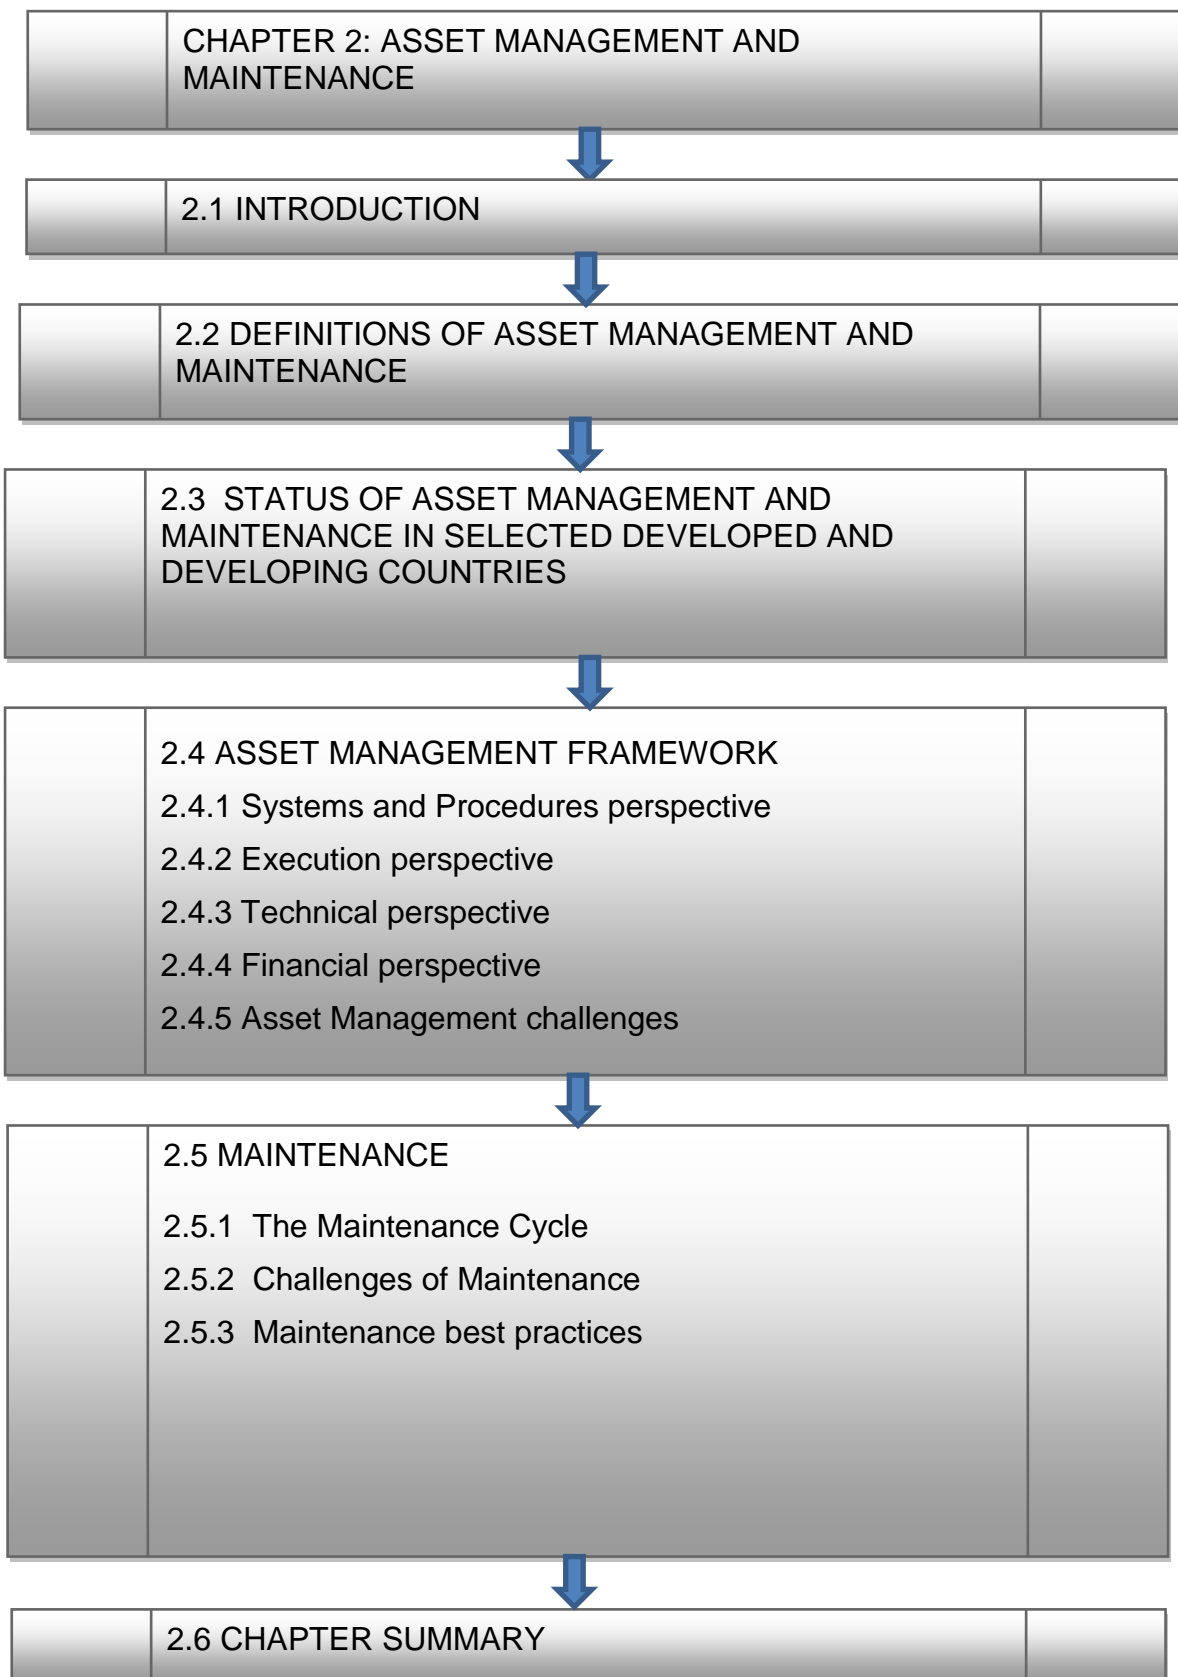 CHAPTER 2: ASSET MANAGEMENT AND
MAINTENANCE
2.1 INTRODUCTION
2.2 DEFINITIONS OF ASSET MANAGEMENT AND
MAINTENANCE
2.3  STATUS OF ASSET MANAGEMENT AND
MAINTENANCE IN SELECTED DEVELOPED AND
DEVELOPING COUNTRIES
2.4 ASSET MANAGEMENT FRAMEWORK
2.4.1 Systems and Procedures perspective
2.4.2 Execution perspective
2.4.3 Technical perspective
2.4.4 Financial perspective
2.4.5 Asset Management challenges
2.5 MAINTENANCE
2.5.1  The Maintenance Cycle
2.5.2  Challenges of Maintenance
2.5.3  Maintenance best practices
2.6 CHAPTER SUMMARY